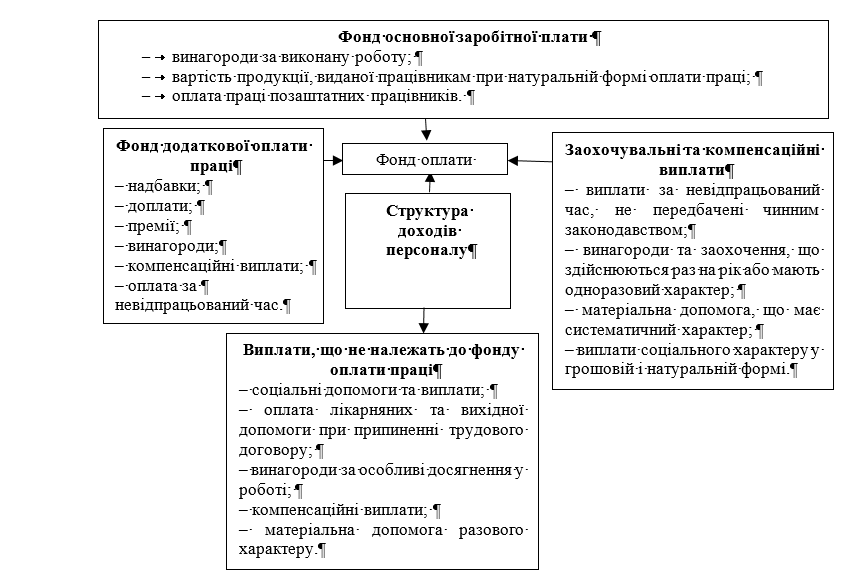 Фонд основної заробітної плати
– винагороди за виконану роботу;
– вартість продукції, виданої працівникам при натуральній формі оплати праці;
– оплата праці позаштатних працівників.
Фонд додаткової оплати
праці
– надбавки;
– доплати;
– премії;
– винагороди;
– компенсаційні виплати;
– оплата за
невідпрацьований час.
Фонд оплати
Структура
доходів
персоналу
Заохочувальні та компенсаційні
виплати
– виплати за невідпрацьований
час, не передбачені чинним
законодавством;
– винагороди та заохочення, що
здійснюються раз на рік або мають
одноразовий характер;
– матеріальна допомога, що має
систематичний характер;
– виплати соціального характеру у
грошовій і натуральній формі.
Виплати, що не належать до фонду
оплати праці
– соціальні допомоги та виплати;
– оплата лікарняних та вихідної
допомоги при припиненні трудового
договору;
– винагороди за особливі досягнення у
роботі;
– компенсаційні виплати;
– матеріальна допомога разового
характеру.